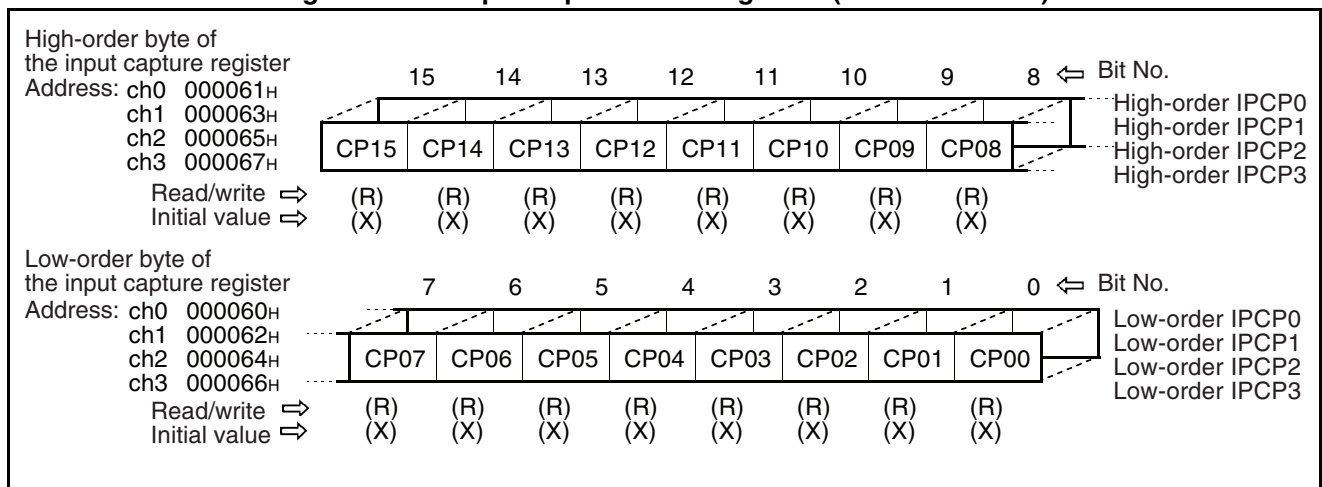 High-order byte of
the input capture register
Address: ch0 000061H
ch1 000063H
ch2 000065H
ch3 000067H
15 14 13 12 11 10 9 8 ⇦ Bit No.
CP15 CP14 CP13 CP12 CP11 CP10 CP09 CP08
High-order IPCP0
High-order IPCP1
High-order IPCP2
High-order IPCP3
Read/write ⇨ (R) (R) (R) (R) (R) (R) (R) (R)
Initial value ⇨ (X) (X) (X) (X) (X) (X) (X) (X)
Low-order byte of
the input capture register
Address: ch0 000060H
ch1 000062H
ch2 000064H
ch3 000066H
7 6 5 4 3 2 1 0 ⇦ Bit No.
CP07 CP06 CP05 CP04 CP03 CP02 CP01 CP00
Low-order IPCP0
Low-order IPCP1
Low-order IPCP2
Low-order IPCP3
Read/write ⇨ (R) (R) (R) (R) (R) (R) (R) (R)
Initial value ⇨ (X) (X) (X) (X) (X) (X) (X) (X)